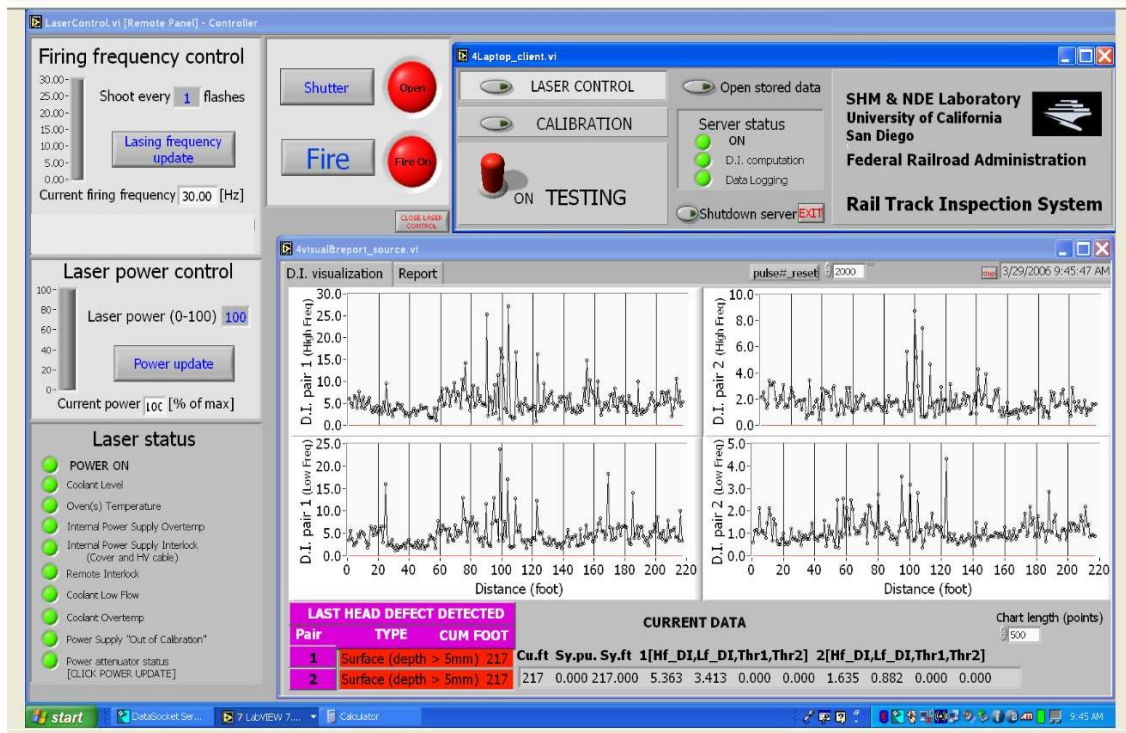 LaserControl.vi [Remote Panel] - Controller
Firing frequency control
30.00
25.00
20.00
15.00
10.00
5.00
0.00
Shoot every 1 flashes
Lasing frequency
update
Current firing frequency 30.00 [Hz]
Laser power control
100
80
60
40
20
0
Laser power (0-100) 100
Power update
Current power 100 [% of max]
Laser status
POWER ON
Coolant Level
Oven(s) Temperature
Internal Power Supply Overtemp
Internal Power Supply Interlock
(Cover and HV cable)
Remote Interlock
Coolant Low Flow
Coolant Overtemp
Power Supply "Out of Calibration"
Power attenuator status
[CLICK POWER UPDATE]
Shutter
Open
Fire
Fire On
CLOSE LASER
CONTROL
4Laptop_client.vi
LASER CONTROL
CALIBRATION
ON TESTING
Open stored data
Server status
ON
D.I. computation
Data Logging
Shutdown server EXIT
SHM & NDE Laboratory
University of California
San Diego
Federal Railroad Administration
Rail Track Inspection System
4visual&report_source.vi
D.I. visualization Report
pulse#_reset 2000
stop 3/29/2006 9:45:47 AM
D.I. pair 1 (High Freq)
30.0
25.0
20.0
15.0
10.0
5.0
0.0
D.I. pair 2 (High Freq)
10.0
8.0
6.0
4.0
2.0
0.0
D.I. pair 1 (Low Freq)
25.0
20.0
15.0
10.0
5.0
0.0
0 20 40 60 80 100 120 140 160 180 200 220
Distance (foot)
D.I. pair 2 (Low Freq)
5.0
4.0
3.0
2.0
1.0
0.0
0 20 40 60 80 100 120 140 160 180 200 220
Distance (foot)
LAST HEAD DEFECT DETECTED
Pair TYPE CUM FOOT
1 Surface (depth > 5mm) 217
2 Surface (depth > 5mm) 217
CURRENT DATA
Chart length (points)
500
Cu.ft Sy.pu. Sy.ft 1[Hf_DI,Lf_DI,Thr1,Thr2] 2[Hf_DI,Lf_DI,Thr1,Thr2]
217 0.000 217.000 5.363 3.413 0.000 0.000 1.635 0.882 0.000 0.000
start
DataSocket Ser...
7 LabVIEW 7....
Calculator
9:45 AM